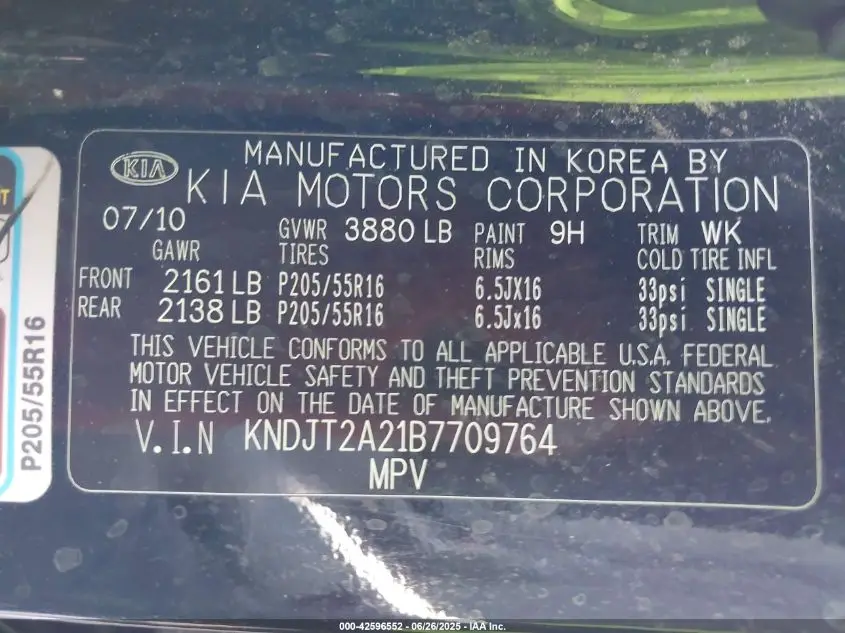 KIA
MANUFACTURED IN KOREA BY
KIA MOTORS CORPORATION
07/10 GVWR 3880 LB PAINT 9H TRIM WK
GAWR TIRES RIMS COLD TIRE INFL
FRONT 2161 LB P205/55R16 6.5JX16 33psi SINGLE
REAR 2138 LB P205/55R16 6.5Jx16 33psi SINGLE
THIS VEHICLE CONFORMS TO ALL APPLICABLE U.S.A. FEDERAL
MOTOR VEHICLE SAFETY AND THEFT PREVENTION STANDARDS
IN EFFECT ON THE DATE OF MANUFACTURE SHOWN ABOVE.
V.I.N KNDJT2A21B7709764
MPV
P205/55R16
000-42596552 - 06/26/2025 - IAA Inc.